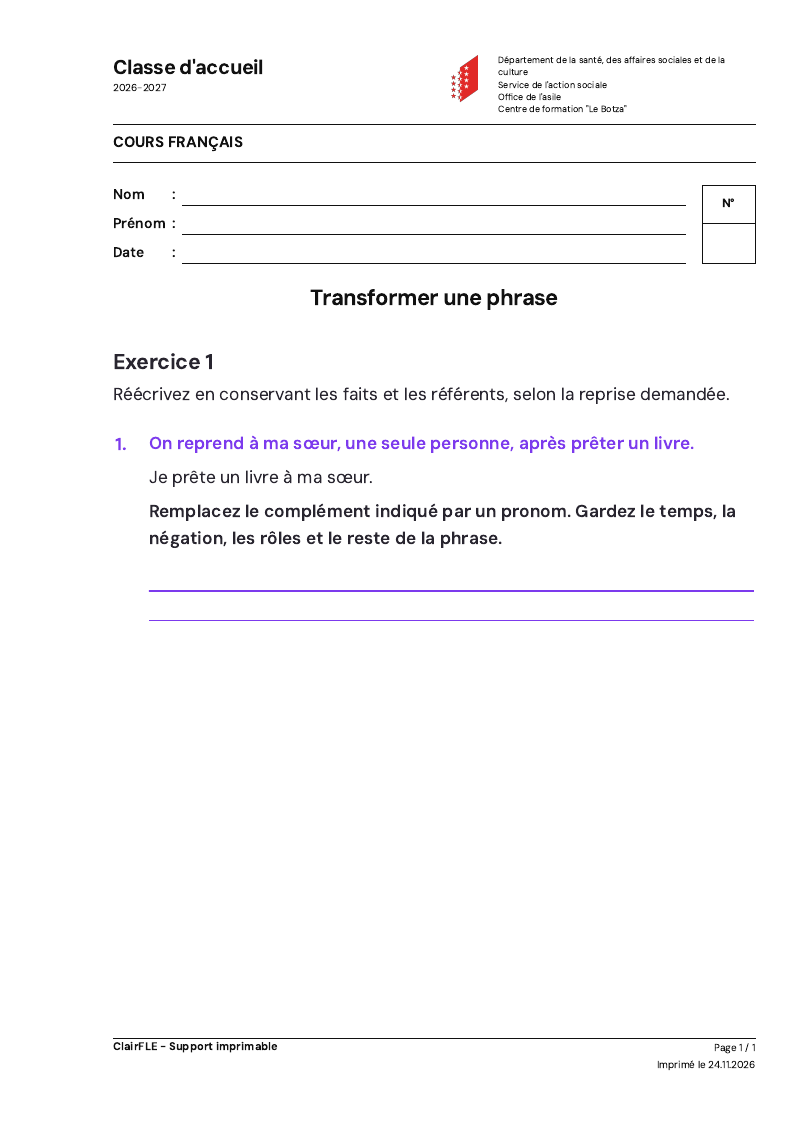 Classe d'accueil
2026-2027
Département de la santé, des affaires sociales et de la
culture
Service de l'action sociale
Office de l'asile
Centre de formation "Le Botza"
COURS FRANÇAIS
Nom :
Prénom :
Date :
N°
Transformer une phrase
Exercice 1
Réécrivez en conservant les faits et les référents, selon la reprise demandée.
1. On reprend à ma sœur, une seule personne, après prêter un livre.
Je prête un livre à ma sœur.
Remplacez le complément indiqué par un pronom. Gardez le temps, la
négation, les rôles et le reste de la phrase.
ClairFLE - Support imprimable
Page 1 / 1
Imprimé le 24.11.2026